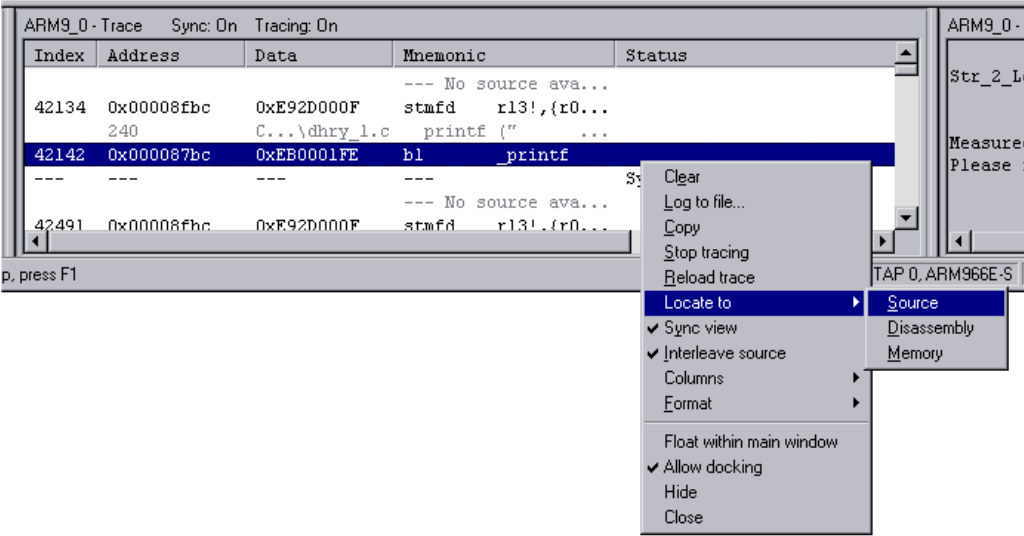 ARM9_0 - Trace Sync: On Tracing: On
ARM9_0 -
Index Address Data Mnemonic Status
--- No source ava...
Str_2_L
42134 0x00008fbc 0xE92D000F stmfd r13!,{r0...
240 C...\dhry_1.c printf (" ...
Measured
42142 0x000087bc 0xEB0001FE bl _printf
Please
--- --- --- ---
--- No source ava...
42491 0x00008fbc 0xE92D000F stmfd r13!,{r0...
p, press F1
TAP 0, ARM966E-S
Clear
Log to file...
Copy
Stop tracing
Reload trace
Locate to
Sync view
Interleave source
Columns
Format
Float within main window
Allow docking
Hide
Close
Source
Disassembly
Memory